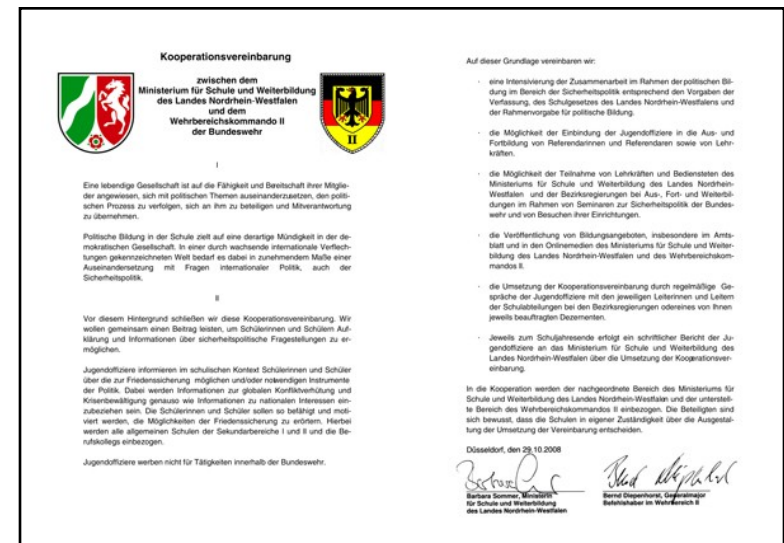 Kooperationsvereinbarung
zwischen dem
Ministerium für Schule und Weiterbildung
des Landes Nordrhein-Westfalen
und dem
Wehrbereichskommando II
der Bundeswehr
II
I
Eine lebendige Gesellschaft ist auf die Fähigkeit und Bereitschaft ihrer Mitglie-
der angewiesen, sich mit politischen Themen auseinanderzusetzen, den politi-
schen Prozess zu verfolgen, sich an ihm zu beteiligen und Mitverantwortung
zu übernehmen.
Politische Bildung in der Schule zielt auf eine derartige Mündigkeit in der de-
mokratischen Gesellschaft. In einer durch wachsende internationale Verflech-
tungen gekennzeichneten Welt bedarf es dabei in zunehmendem Maße einer
Auseinandersetzung mit Fragen internationaler Politik, auch der
Sicherheitspolitik.
II
Vor diesem Hintergrund schließen wir diese Kooperationsvereinbarung. Wir
wollen gemeinsam einen Beitrag leisten, um Schülerinnen und Schülern Auf-
klärung und Informationen über sicherheitspolitische Fragestellungen zu er-
möglichen.
Jugendoffiziere informieren im schulischen Kontext Schülerinnen und Schüler
über die zur Friedenssicherung möglichen und/oder notwendigen Instrumente
der Politik. Dabei werden Informationen zur globalen Konfliktverhütung und
Krisenbewältigung genauso wie Informationen zu nationalen Interessen ein-
zubeziehen sein. Die Schülerinnen und Schüler sollen so befähigt und moti-
viert werden, die Möglichkeiten der Friedenssicherung zu erörtern. Hierbei
werden alle allgemeinen Schulen der Sekundarbereiche I und II und die Be-
rufskollegs einbezogen.
Jugendoffiziere werben nicht für Tätigkeiten innerhalb der Bundeswehr.
Auf dieser Grundlage vereinbaren wir:
· eine Intensivierung der Zusammenarbeit im Rahmen der politischen Bil-
dung im Bereich der Sicherheitspolitik entsprechend den Vorgaben der
Verfassung, des Schulgesetzes des Landes Nordrhein-Westfalens und
der Rahmenvorgabe für politische Bildung.
· die Möglichkeit der Einbindung der Jugendoffiziere in die Aus- und
Fortbildung von Referendarinnen und Referendaren sowie von Lehr-
kräften.
· die Möglichkeit der Teilnahme von Lehrkräften und Bediensteten des
Ministeriums für Schule und Weiterbildung des Landes Nordrhein-
Westfalen und der Bezirksregierungen bei Aus-, Fort- und Weiterbil-
dungen im Rahmen von Seminaren zur Sicherheitspolitik der Bundes-
wehr und von Besuchen ihrer Einrichtungen.
· die Veröffentlichung von Bildungsangeboten, insbesondere im Amts-
blatt und in den Onlinemedien des Ministeriums für Schule und Weiter-
bildung des Landes Nordrhein-Westfalen und des Wehrbereichskom-
mandos II.
· die Umsetzung der Kooperationsvereinbarung durch regelmäßige Ge-
spräche der Jugendoffiziere mit den jeweiligen Leiterinnen und Leitern
der Schulabteilungen bei den Bezirksregierungen odereines von Ihnen
jeweils beauftragten Dezernenten.
· Jeweils zum Schuljahresende erfolgt ein schriftlicher Bericht der Ju-
gendoffiziere an das Ministerium für Schule und Weiterbildung des
Landes Nordrhein-Westfalen über die Umsetzung der Kooperationsver-
einbarung.
In die Kooperation werden der nachgeordnete Bereich des Ministeriums für
Schule und Weiterbildung des Landes Nordrhein-Westfalen und der unterstell-
te Bereich des Wehrbereichskommandos II einbezogen. Die Beteiligten sind
sich bewusst, dass die Schulen in eigener Zuständigkeit über die Ausgestal-
tung der Umsetzung der Vereinbarung entscheiden.
Düsseldorf, den 29.10.2008
Barbara Sommer, Ministerin
für Schule und Weiterbildung
des Landes Nordrhein-Westfalen
Bernd Diepenhorst, Generalmajor
Befehlshaber im Wehrbereich II